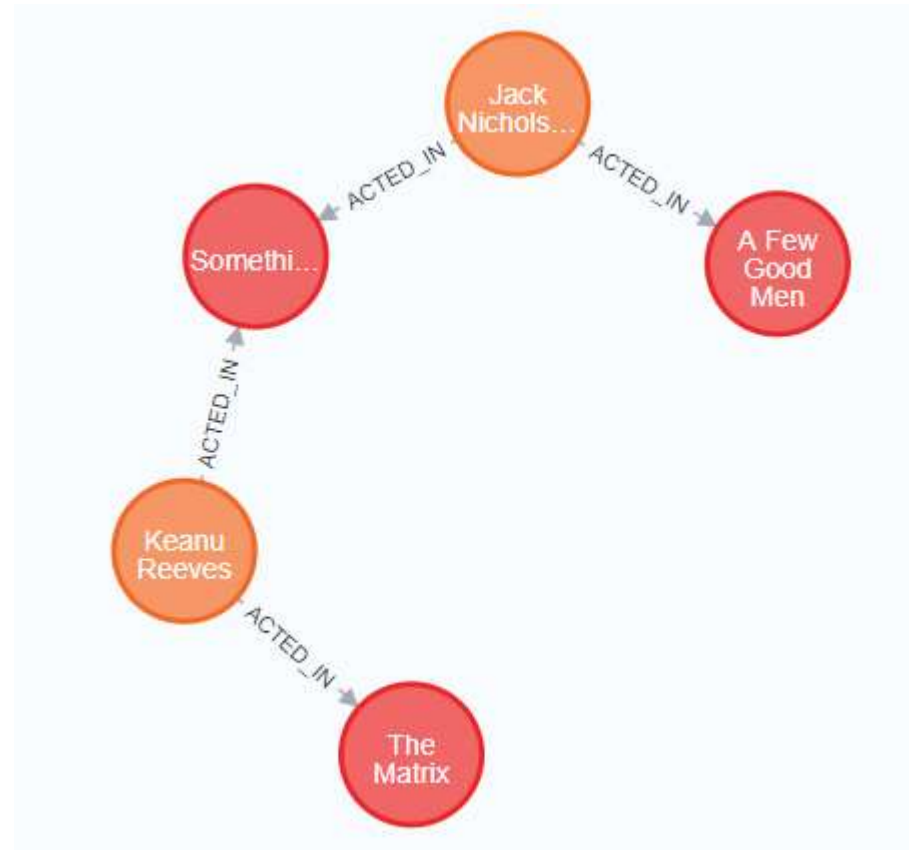 Jack
Nichols...
ACTED_IN
ACTED_IN
Somethi...
A Few
Good
Men
ACTED_IN
Keanu
Reeves
ACTED_IN
The
Matrix